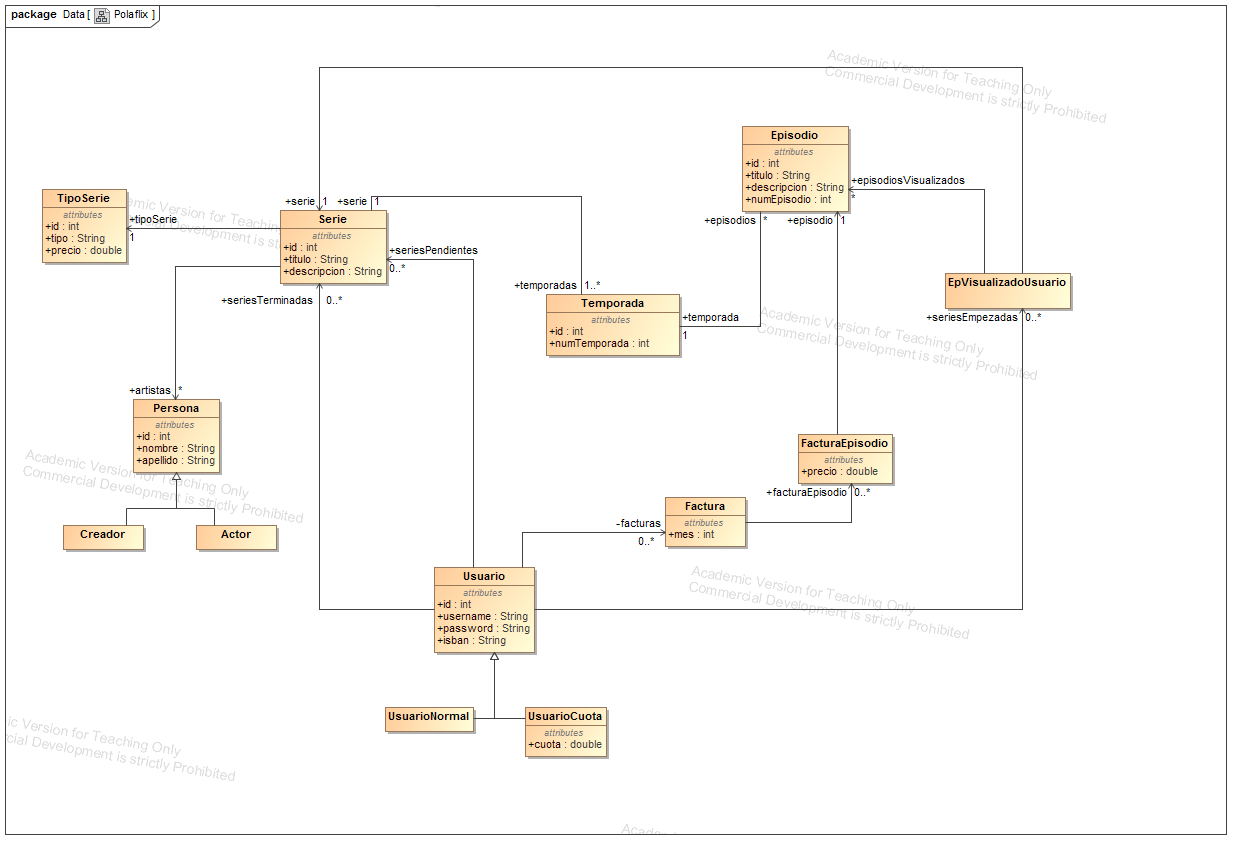 package Data [ Polaflix ]
Academic Version for Teaching Only
Commercial Development is strictly Prohibited
Episodio
attributes
+id : int
+titulo : String
+descripcion : String
+numEpisodio : int
+episodiosVisualizados
*
+episodios *
+episodio 1
TipoSerie
attributes
+id : int
+tipo : String
+precio : double
+tipoSerie
1
emic Version for Teaching
ercial Development is st
+serie 1
+serie 1
Serie
attributes
+id : int
+titulo : String
+descripcion : String
+seriesPendientes
0..*
+seriesTerminadas 0..*
+temporadas 1..*
Temporada
attributes
+id : int
+numTemporada : int
+temporada
1
EpVisualizadoUsuario
+seriesEmpezadas 0..*
Academic Version for Teaching Only
Commercial Development is strictly Prohibited
+artistas *
Persona
attributes
+id : int
+nombre : String
+apellido : String
Academic Version for Teaching Only
Commercial Development is strictly Prohibited
Creador
Actor
FacturaEpisodio
attributes
+precio : double
+facturaEpisodio 0..*
Factura
attributes
+mes : int
-facturas
0..*
Usuario
attributes
+id : int
+username : String
+password : String
+isban : String
Academic Version for Teaching Only
Commercial Development is strictly Prohibited
UsuarioNormal
UsuarioCuota
attributes
+cuota : double
ic Version for Teaching Only
cial Development is strictly Prohibited
Academic